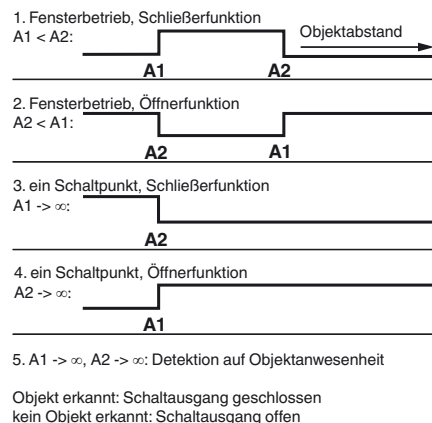 1. Fensterbetrieb, Schließerfunktion
A1 < A2:
Objektabstand
A1 A2
2. Fensterbetrieb, Öffnerfunktion
A2 < A1:
A2 A1
3. ein Schaltpunkt, Schließerfunktion
A1 -> ∞:
A2
4. ein Schaltpunkt, Öffnerfunktion
A2 -> ∞:
A1
5. A1 -> ∞, A2 -> ∞: Detektion auf Objektanwesenheit
Objekt erkannt: Schaltausgang geschlossen
kein Objekt erkannt: Schaltausgang offen